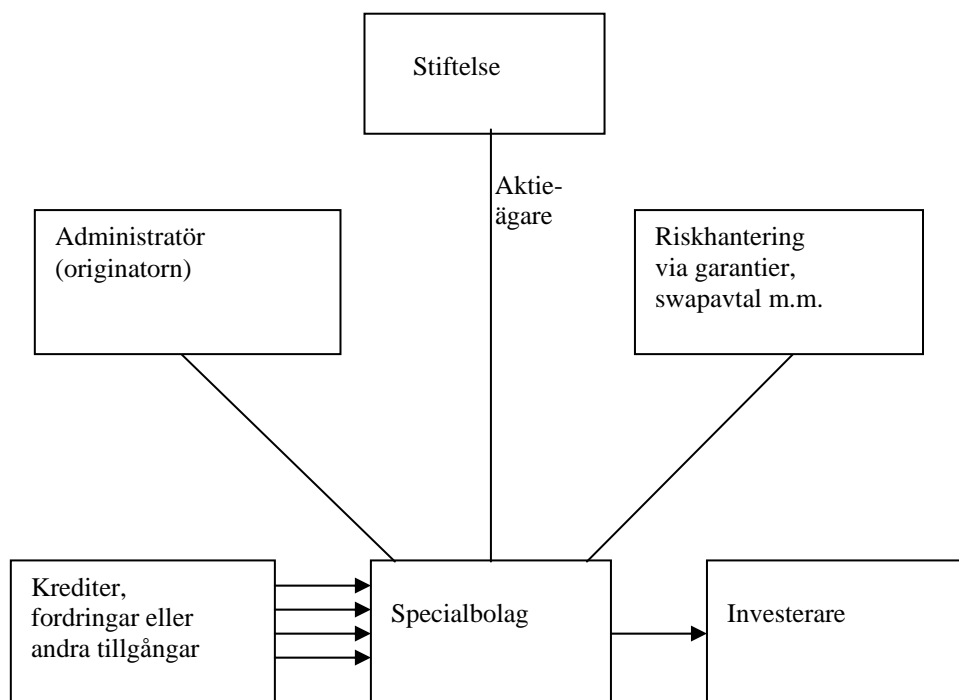 Stiftelse
Aktie-
ägare
Administratör
(originatorn)
Riskhantering
via garantier,
swapavtal m.m.
Krediter,
fordringar eller
andra tillgångar
Specialbolag
Investerare